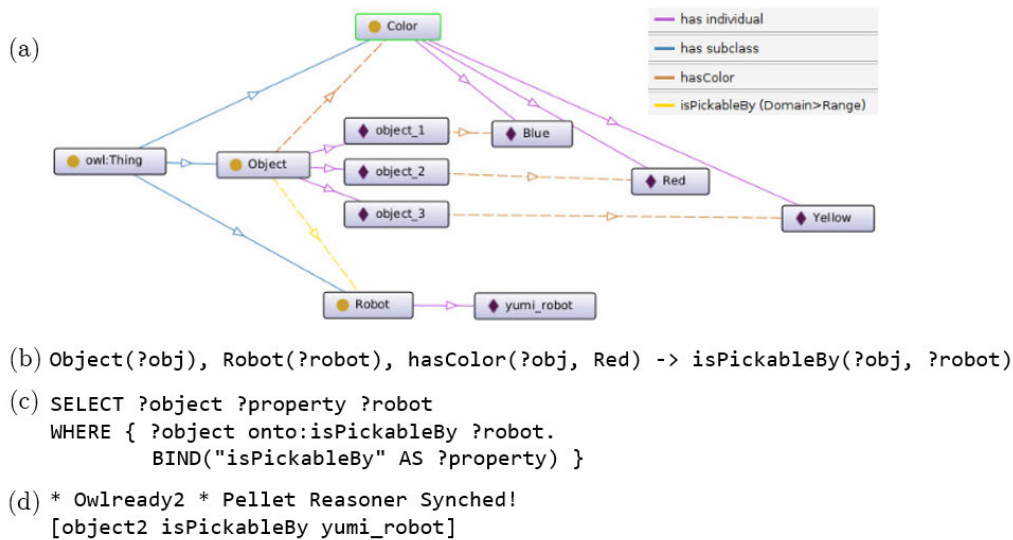 (a)
Color
has individual
has subclass
hasColor
isPickableBy (Domain>Range)
owl:Thing
Object
object_1
Blue
object_2
Red
object_3
Yellow
Robot
yumi_robot
(b) Object(?obj), Robot(?robot), hasColor(?obj, Red) -> isPickableBy(?obj, ?robot)
(c) SELECT ?object ?property ?robot
WHERE { ?object onto:isPickableBy ?robot.
BIND("isPickableBy" AS ?property) }
(d) * Owlready2 * Pellet Reasoner Synched!
[object2 isPickableBy yumi_robot]